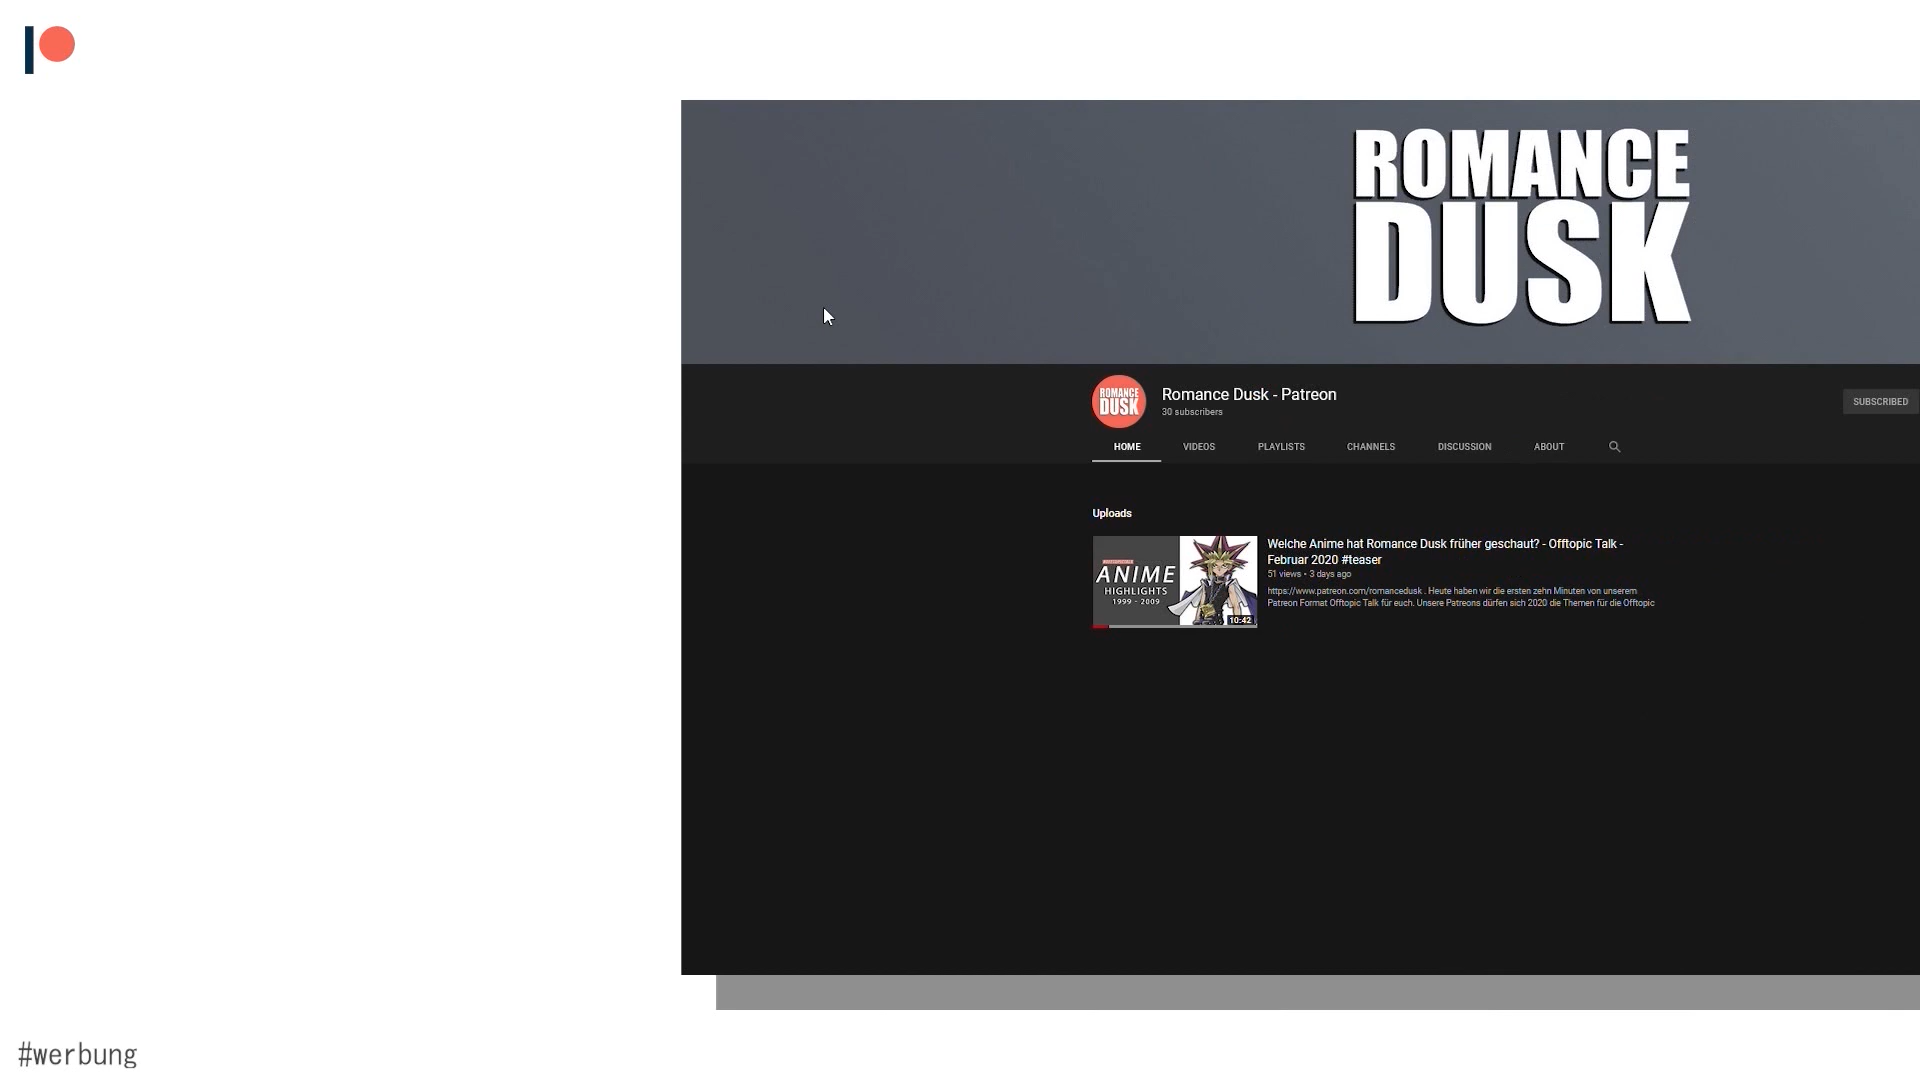 ROMANCE
DUSK
ROMANCE
DUSK
Romance Dusk - Patreon
30 subscribers
SUBSCRIBED
HOME VIDEOS PLAYLISTS CHANNELS DISCUSSION ABOUT
Uploads
ANIME
HIGHLIGHTS
1999 - 2009
10:42
Welche Anime hat Romance Dusk früher geschaut? - Offtopic Talk -
Februar 2020 #teaser
51 views • 3 days ago
https://www.patreon.com/romancedusk . Heute haben wir die ersten zehn Minuten von unserem
Patreon Format Offtopic Talk für euch. Unsere Patreons dürfen sich 2020 die Themen für die Offtopic
#werbung